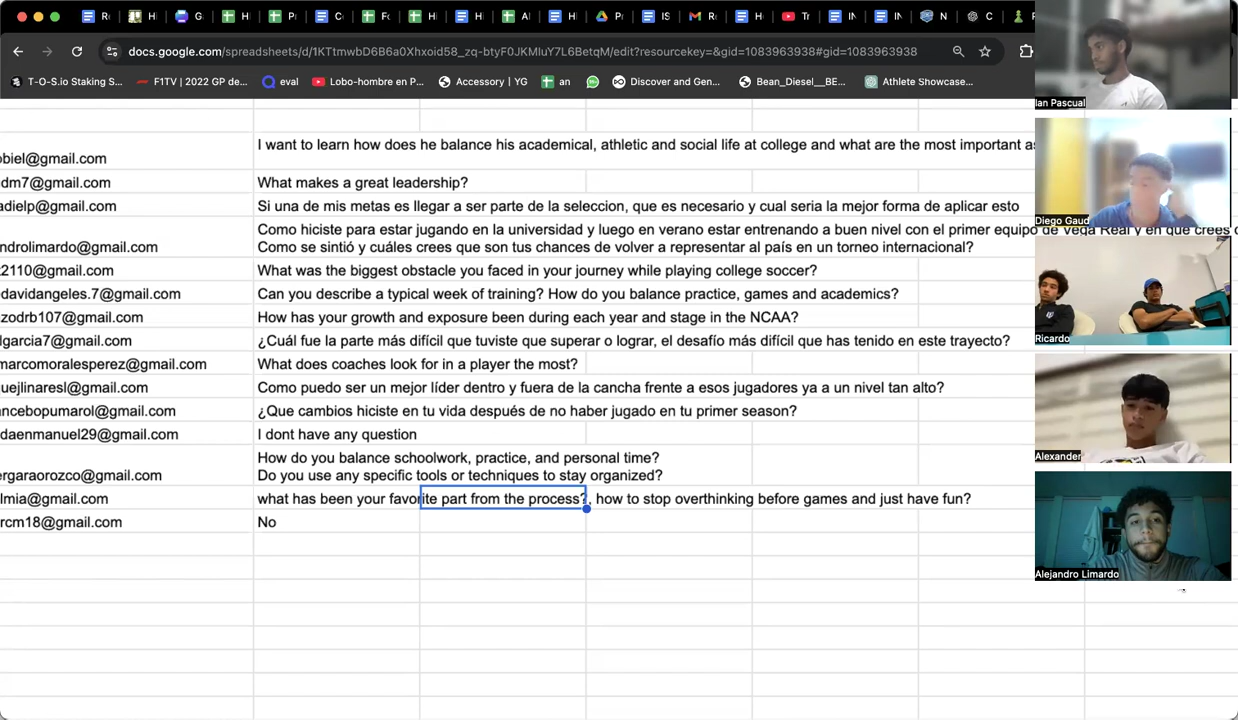 docs.google.com/spreadsheets/d/1KTtmwbD6B6a0Xhxoid58_zq-btyF0JKMluY7L6BetqM/edit?resourcekey=&gid=1083963938#gid=1083963938
T-O-S.io Staking S... F1TV | 2022 GP de... eval Lobo-hombre en P... Accessory | YG an Discover and Gen... Bean_Diesel__BE... Athlete Showcase...
Ian Pascual
obiel@gmail.com I want to learn how does he balance his academical, athletic and social life at college and what are the most important as
dm7@gmail.com What makes a great leadership?
adielp@gmail.com Si una de mis metas es llegar a ser parte de la seleccion, que es necesario y cual seria la mejor forma de aplicar esto
Diego Gaud
Como hiciste para estar jugando en la universidad y luego en verano estar entrenando a buen nivel con el primer equipo de Vega Real y en que crees
ndrolimardo@gmail.com Como se sintió y cuáles crees que son tus chances de volver a representar al país en un torneo internacional?
2110@gmail.com What was the biggest obstacle you faced in your journey while playing college soccer?
edavidangeles.7@gmail.com Can you describe a typical week of training? How do you balance practice, games and academics?
zodrb107@gmail.com How has your growth and exposure been during each year and stage in the NCAA?
lgarcia7@gmail.com ¿Cuál fue la parte más difícil que tuviste que superar o lograr, el desafío más difícil que has tenido en este trayecto?
Ricardo
marcomoralesperez@gmail.com What does coaches look for in a player the most?
uejlinaresl@gmail.com Como puedo ser un mejor líder dentro y fuera de la cancha frente a esos jugadores ya a un nivel tan alto?
ancebopumarol@gmail.com ¿Que cambios hiciste en tu vida después de no haber jugado en tu primer season?
daenmanuel29@gmail.com I dont have any question
Alexander
How do you balance schoolwork, practice, and personal time?
ergaraorozco@gmail.com Do you use any specific tools or techniques to stay organized?
lmia@gmail.com what has been your favorite part from the process?, how to stop overthinking before games and just have fun?
rcm18@gmail.com No
Alejandro Limardo